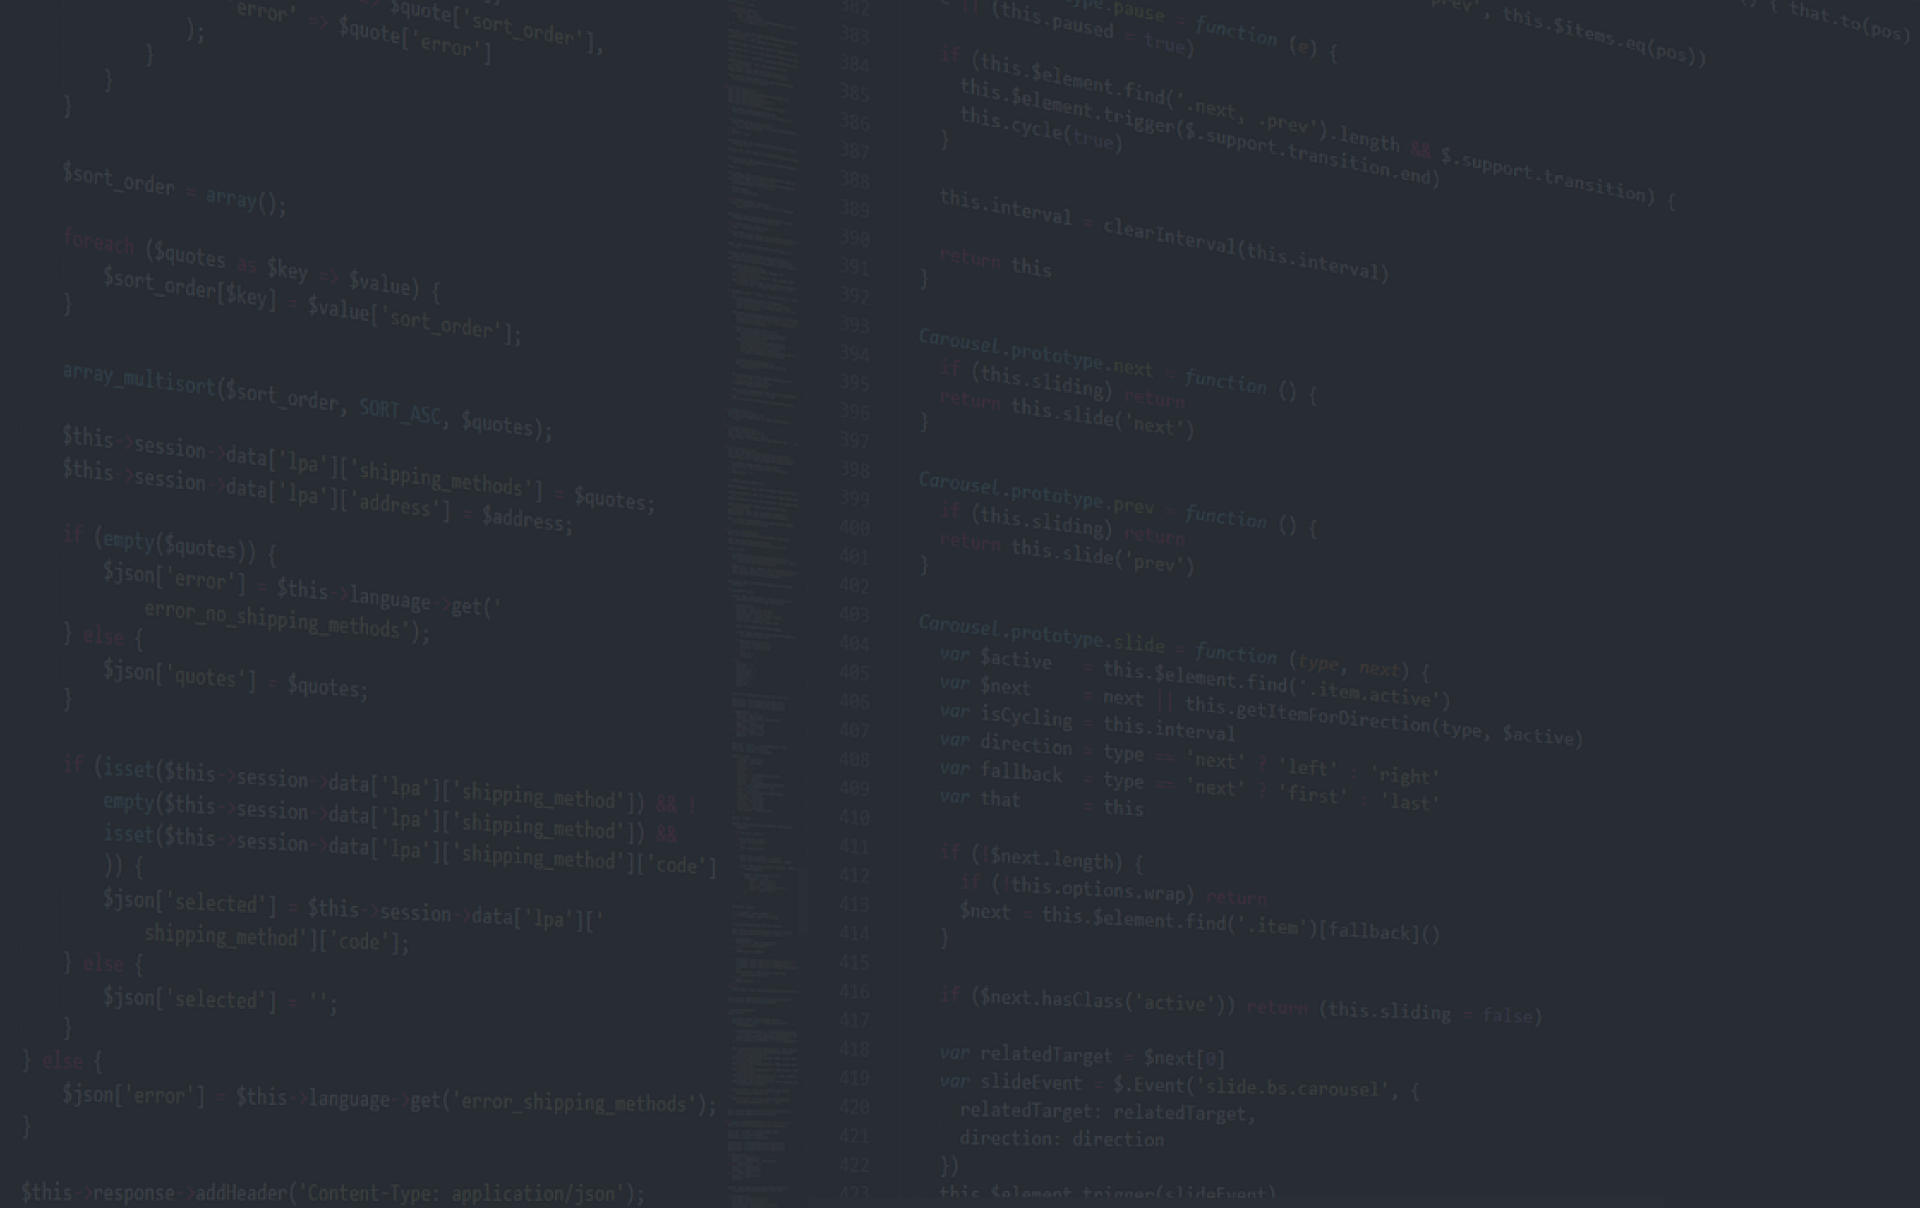 'error' => $quote['error']
$quote['sort_order'],
);
}
}
}
$sort_order = array();
foreach ($quotes as $key => $value) {
$sort_order[$key] = $value['sort_order'];
}
array_multisort($sort_order, SORT_ASC, $quotes);
$this->session->data['lpa']['shipping_methods'] = $quotes;
$this->session->data['lpa']['address'] = $address;
if (empty($quotes)) {
$json['error'] = $this->language->get('
error_no_shipping_methods');
} else {
$json['quotes'] = $quotes;
}
if (isset($this->session->data['lpa']['shipping_method']) && !
empty($this->session->data['lpa']['shipping_method']) &&
isset($this->session->data['lpa']['shipping_method']['code']
)) {
$json['selected'] = $this->session->data['lpa']['
shipping_method']['code'];
} else {
$json['selected'] = '';
}
} else {
$json['error'] = $this->language->get('error_shipping_methods');
}
$this->response->addHeader('Content-Type: application/json');
382
383
384
385
386
387
388
389
390
391
392
393
394
395
396
397
398
399
400
401
402
403
404
405
406
407
408
409
410
411
412
413
414
415
416
417
418
419
420
421
422
423
', this.$items.eq(pos))
() { that.to(pos)
.pause = function (e) {
|| (this.paused = true)
if (this.$element.find('.next, .prev').length && $.support.transition) {
this.$element.trigger($.support.transition.end)
this.cycle(true)
}
this.interval = clearInterval(this.interval)
return this
}
Carousel.prototype.next = function () {
if (this.sliding) return
return this.slide('next')
}
Carousel.prototype.prev = function () {
if (this.sliding) return
return this.slide('prev')
}
Carousel.prototype.slide = function (type, next) {
var $active = this.$element.find('.item.active')
var $next = next || this.getItemForDirection(type, $active)
var isCycling = this.interval
var direction = type == 'next' ? 'left' : 'right'
var fallback = type == 'next' ? 'first' : 'last'
var that = this
if (!$next.length) {
if (!this.options.wrap) return
$next = this.$element.find('.item')[fallback]()
}
if ($next.hasClass('active')) return (this.sliding = false)
var relatedTarget = $next[0]
var slideEvent = $.Event('slide.bs.carousel', {
relatedTarget: relatedTarget,
direction: direction
})
this.$element.trigger(slideEvent)